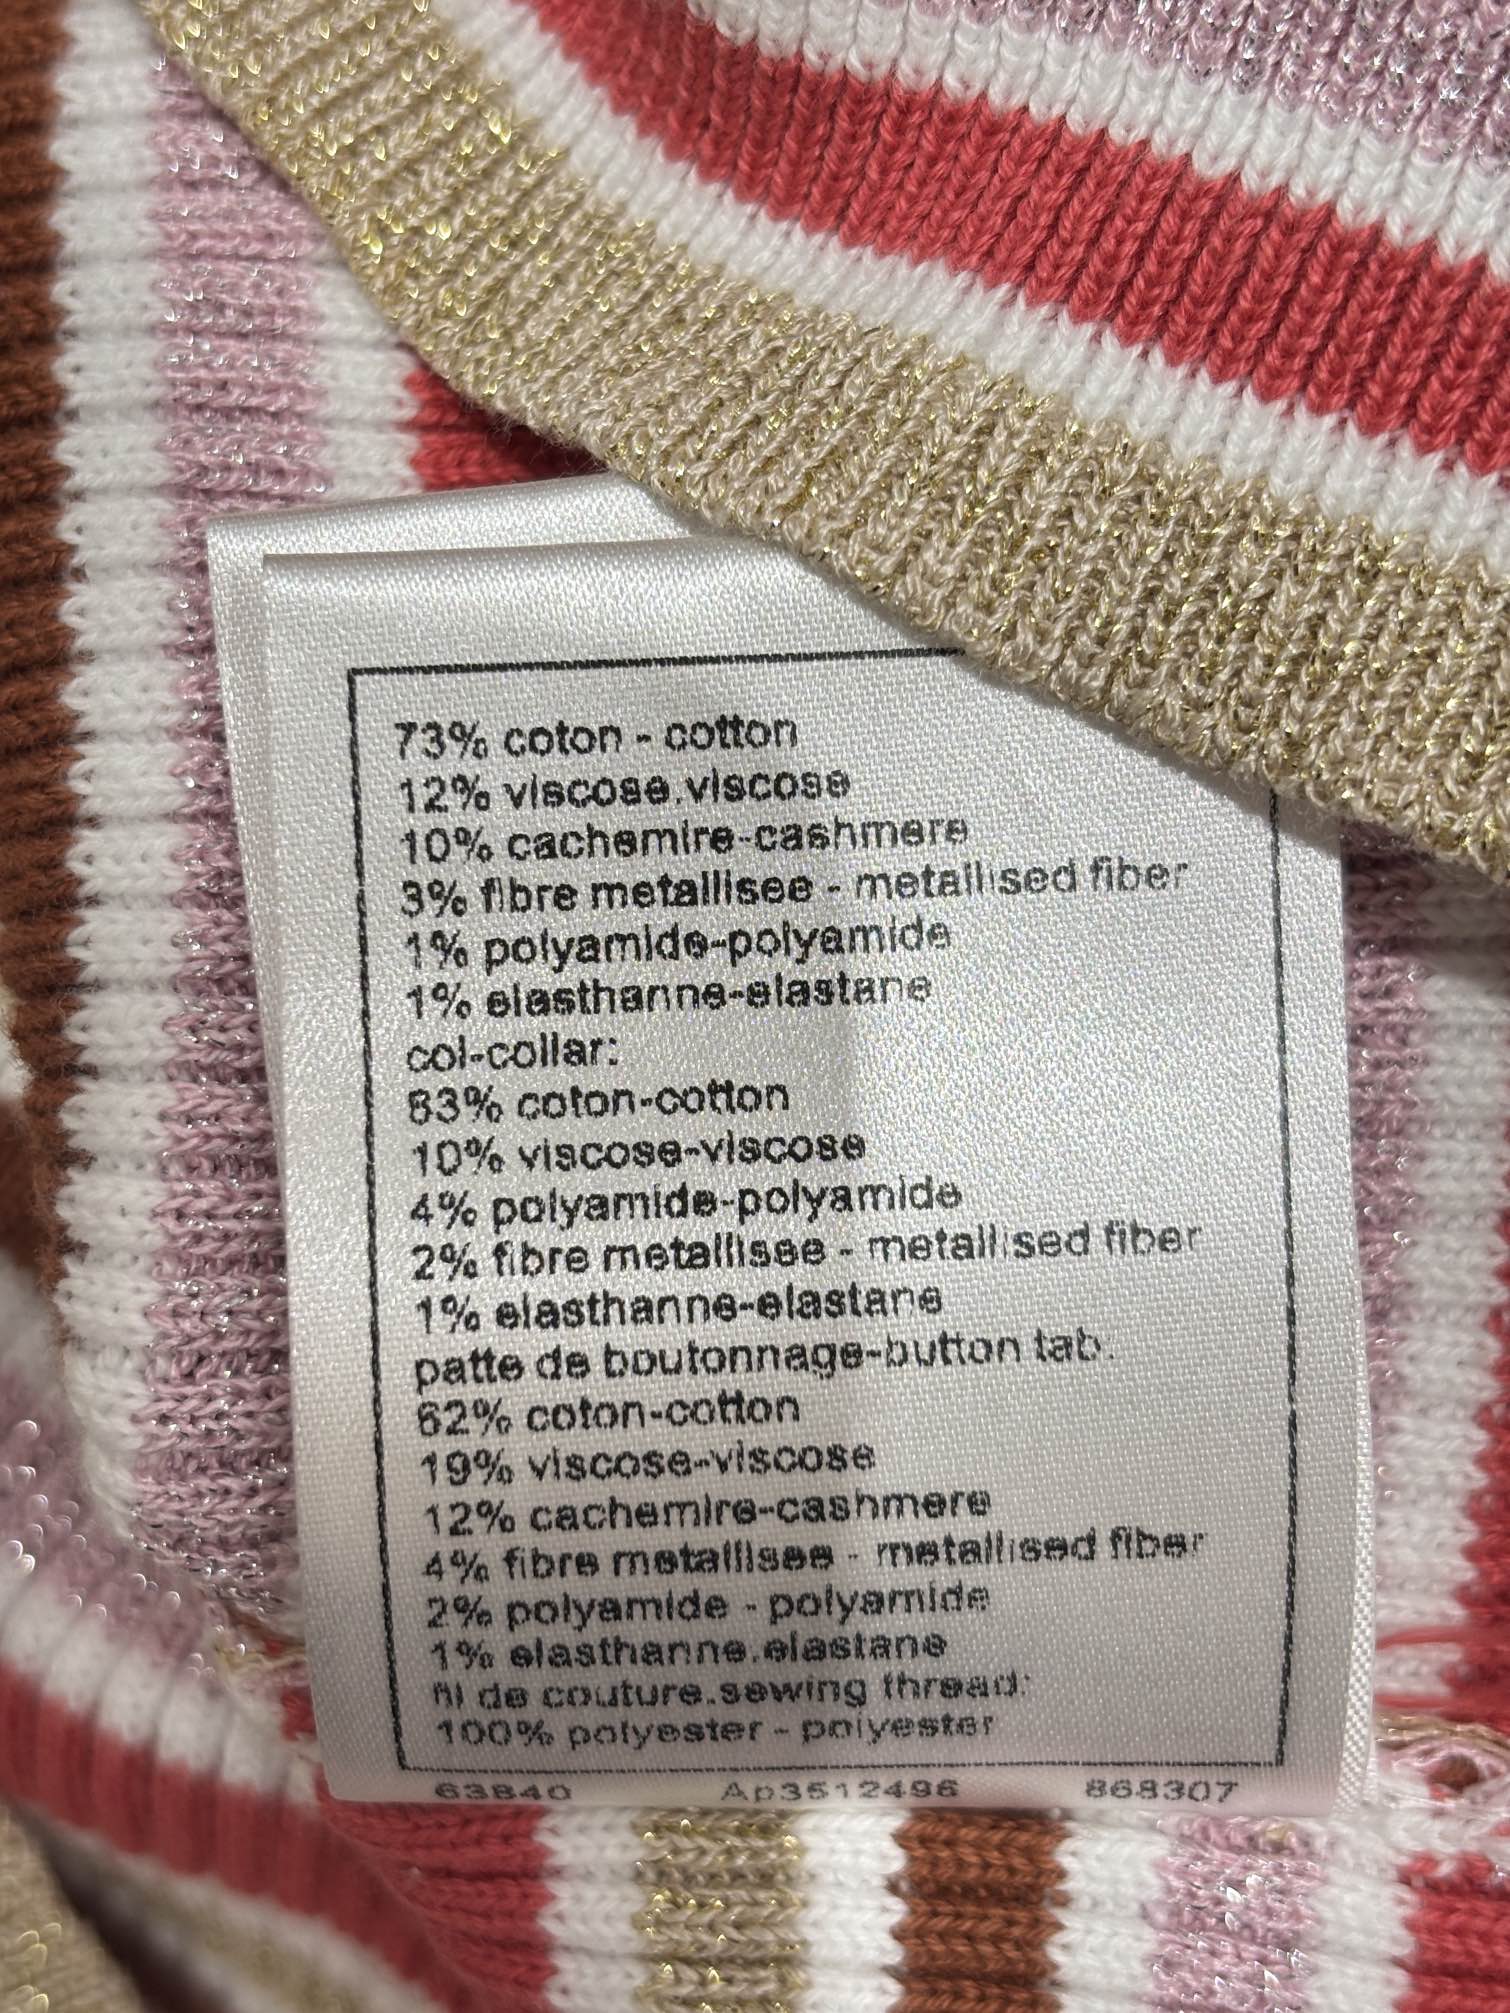 73% coton - cotton
12% viscose.viscose
10% cachemire-cashmere
3% fibre metallisee - metallised fiber
1% polyamide-polyamide
1% elasthanne-elastane
col-collar:
83% coton-cotton
10% viscose-viscose
4% polyamide-polyamide
2% fibre metallisee - metallised fiber
1% elasthanne-elastane
patte de boutonnage-button tab:
62% coton-cotton
19% viscose-viscose
12% cachemire-cashmere
4% fibre metallisee - metallised fiber
2% polyamide - polyamide
1% elasthanne.elastane
fil de couture.sewing thread:
100% polyester - polyester
63840 Ap3512496 868307